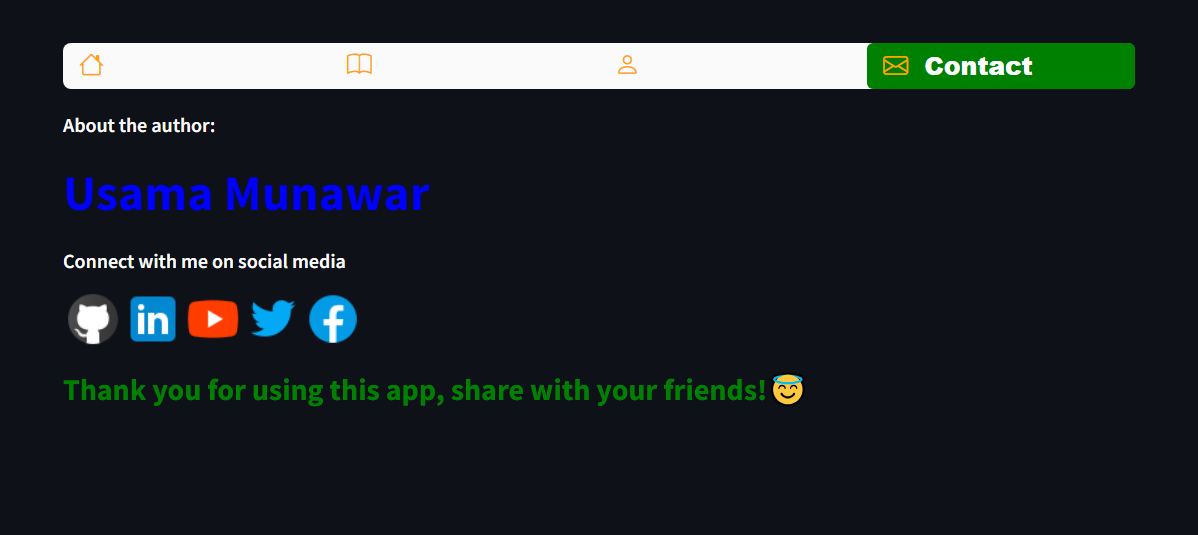 Contact
About the author:
Usama Munawar
Connect with me on social media
in
Thank you for using this app, share with your friends!